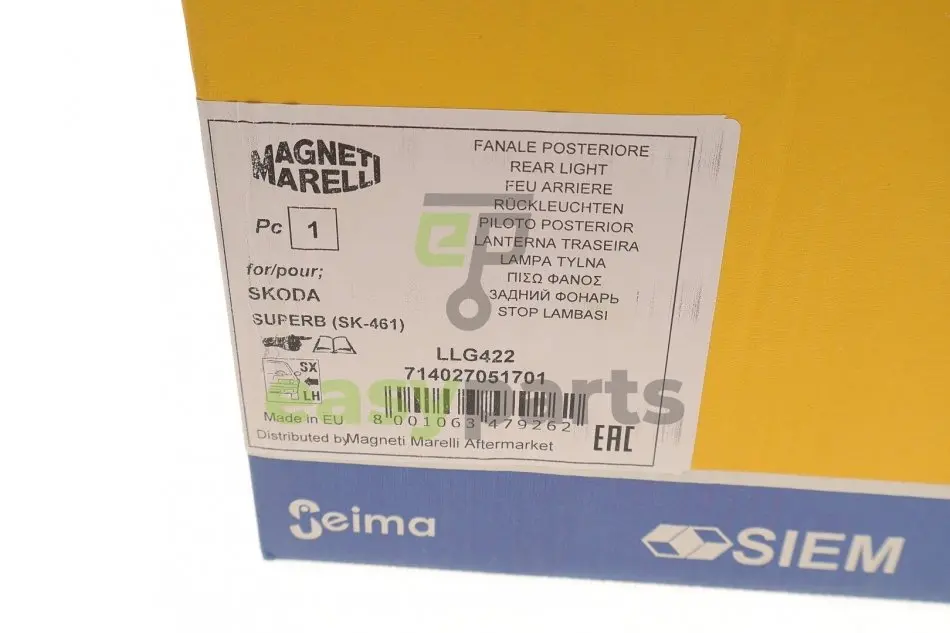 MAGNETI
MARELLI
Pc 1
for/pour;
SKODA
SUPERB (SK-461)
SX
LH
Made in EU
Distributed by Magneti Marelli Aftermarket
FANALE POSTERIORE
REAR LIGHT
FEU ARRIERE
RÜCKLEUCHTEN
PILOTO POSTERIOR
LANTERNA TRASEIRA
LAMPA TYLNA
ΠΙΣΩ ΦΑΝΟΣ
ЗАДНИЙ ФОНАРЬ
STOP LAMBASI
LLG422
714027051701
8 001063 479262
EAC
ep
easyparts
Seima
SIEM